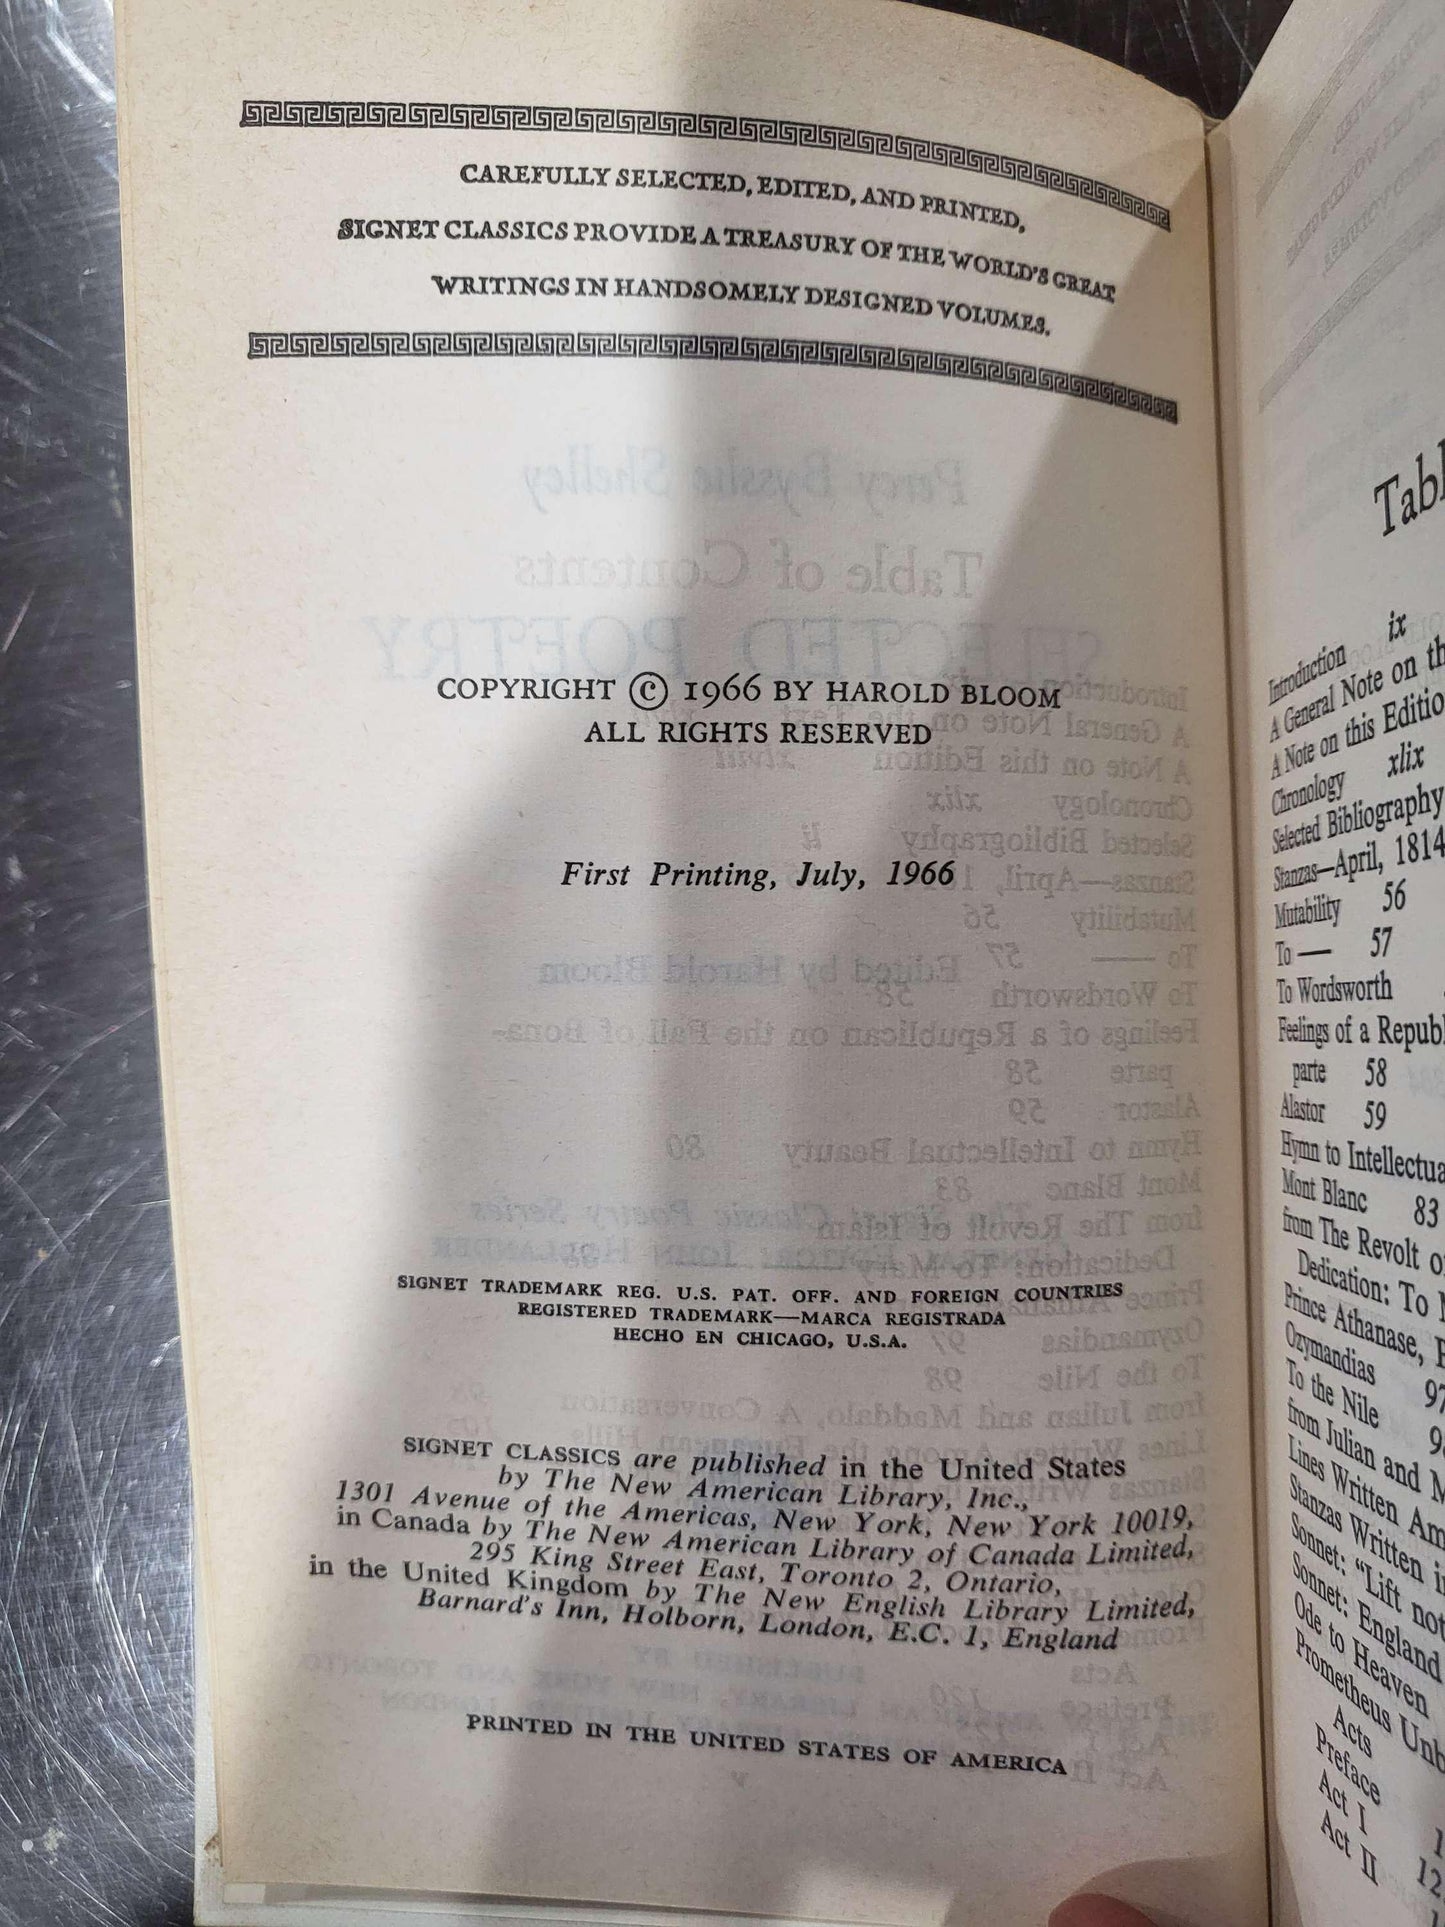 CAREFULLY SELECTED, EDITED, AND PRINTED,
SIGNET CLASSICS PROVIDE A TREASURY OF THE WORLD'S GREAT
WRITINGS IN HANDSOMELY DESIGNED VOLUMES.
COPYRIGHT © 1966 BY HAROLD BLOOM
ALL RIGHTS RESERVED
First Printing, July, 1966
SIGNET TRADEMARK REG. U.S. PAT. OFF. AND FOREIGN COUNTRIES
REGISTERED TRADEMARK—MARCA REGISTRADA
HECHO EN CHICAGO, U.S.A.
SIGNET CLASSICS are published in the United States
by The New American Library, Inc.,
1301 Avenue of the Americas, New York, New York 10019,
in Canada by The New American Library of Canada Limited,
295 King Street East, Toronto 2, Ontario,
in the United Kingdom by The New English Library Limited,
Barnard's Inn, Holborn, London, E.C. 1, England
PRINTED IN THE UNITED STATES OF AMERICA
Introduction ix
A General Note on
A Note on this
Chronology xlix
Selected Bibliography
Stanzas—April, 1814
Mutability 56
To — 57
To Wordsworth
Feelings of a
parte 58
Alastor 59
Hymn to
Mont Blanc 83
from The Revolt
Dedication: To
Prince Athanase,
Ozymandias
To the Nile
from Julian and
Lines Written
Stanzas Written
Sonnet: "Lift not
Sonnet: England
Ode to Heaven
Prometheus
Acts
Preface
Act I
Act II